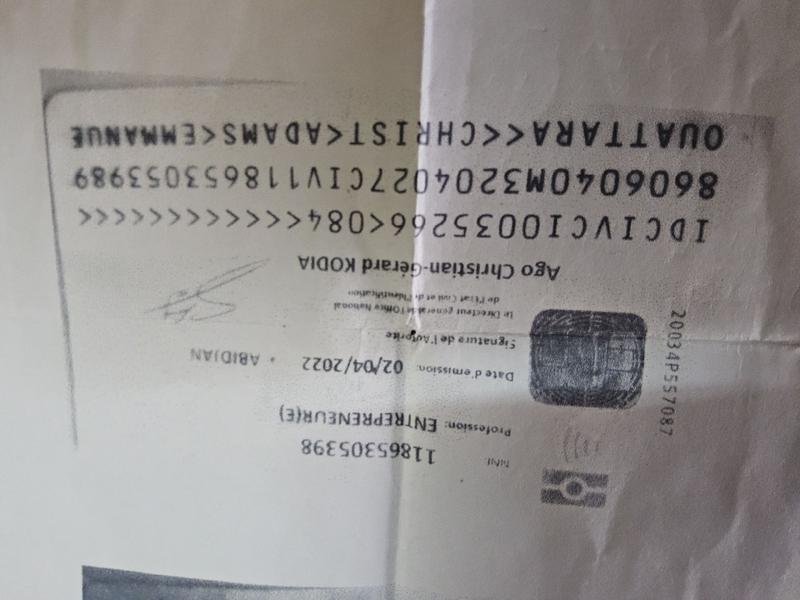 NNI: 11865305398
Profession: ENTREPRENEUR(E)
Date d'émission: 02/04/2022 • ABIDJAN
Signature de l'Autorité
Le Directeur général de l'Office National
de l'Etat Civil et de l'Identification
Ago Christian-Gérard KODIA
20034P557087
IDCIVCI0035266<084<<<<<<<<<<<<
8606040M3204027CIV118653053989
OUATTARA<<CHRIST<ADAMS<EMMANUE